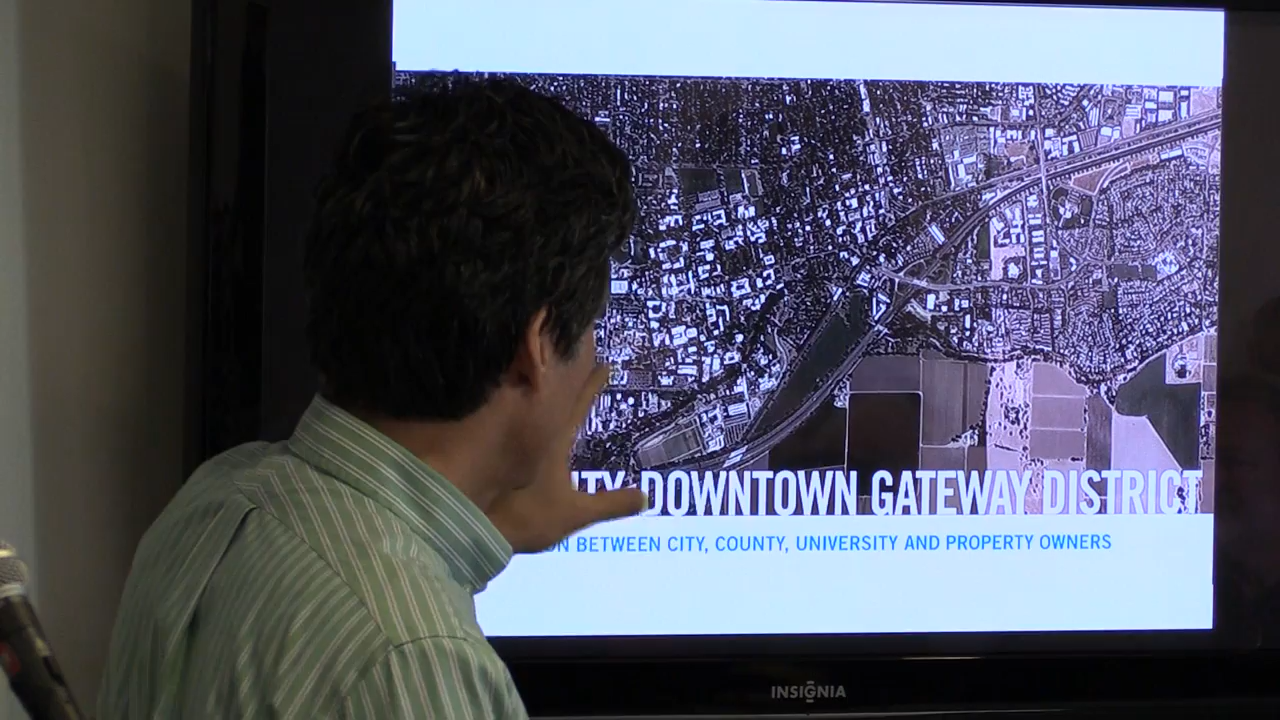 DOWNTOWN GATEWAY DISTRICT
BETWEEN CITY, COUNTY, UNIVERSITY AND PROPERTY OWNERS
INSIGNIA